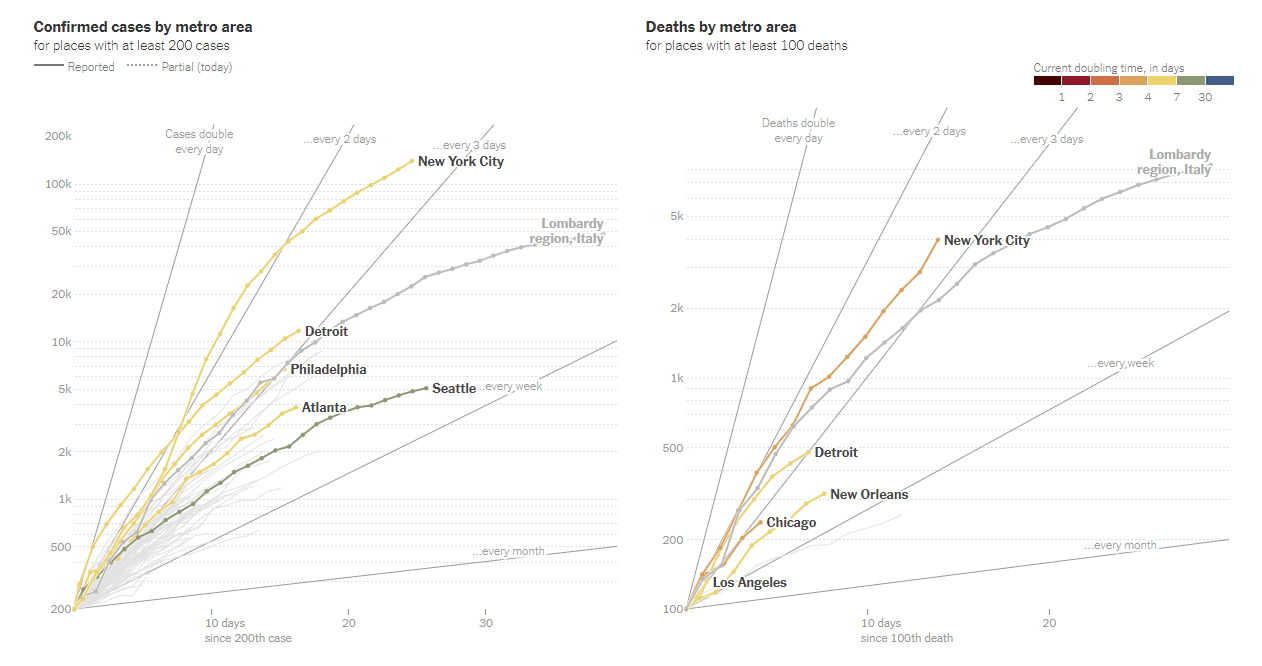 Confirmed cases by metro area
for places with at least 200 cases
Reported
Partial (today)
200k
100k
50k
20k
10k
5k
2k
1k
500
200
Cases double
every day
...every 2 days
...every 3 days
New York City
Lombardy
region, Italy
Detroit
Philadelphia
Seattle
...every week
Atlanta
...every month
10 days
since 200th case
20
30
Deaths by metro area
for places with at least 100 deaths
Current doubling time, in days
1 2 3 4 7 30
5k
2k
1k
500
200
100
Deaths double
every day
...every 2 days
...every 3 days
Lombardy
region, Italy
New York City
...every week
Detroit
New Orleans
Chicago
...every month
Los Angeles
10 days
since 100th death
20